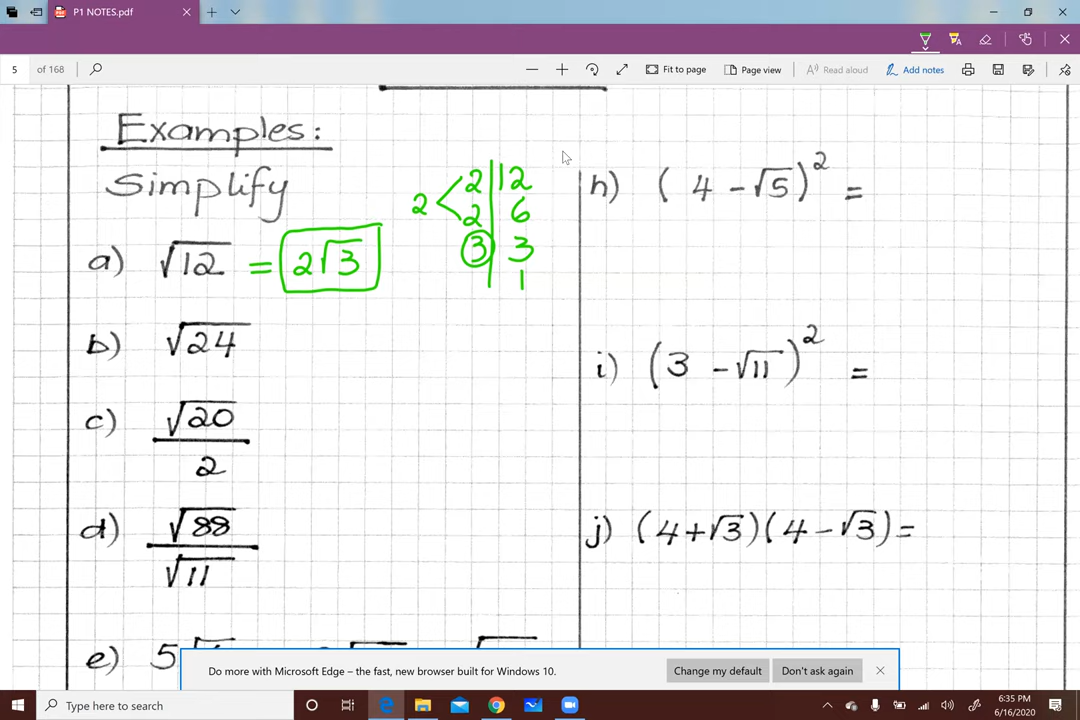 P1 NOTES.pdf
5 of 168
Fit to page
Page view
Read aloud
Add notes
Examples:
Simplify
a) √12 = 2√3
2 2 | 12
2 | 6
3 | 3
| 1
b) √24
c) √20
2
d) √88
√11
e) 5√
h) (4 - √5)² =
i) (3 - √11)² =
j) (4+√3)(4-√3)=
Do more with Microsoft Edge – the fast, new browser built for Windows 10.
Change my default
Don't ask again
Type here to search
6:35 PM
6/16/2020